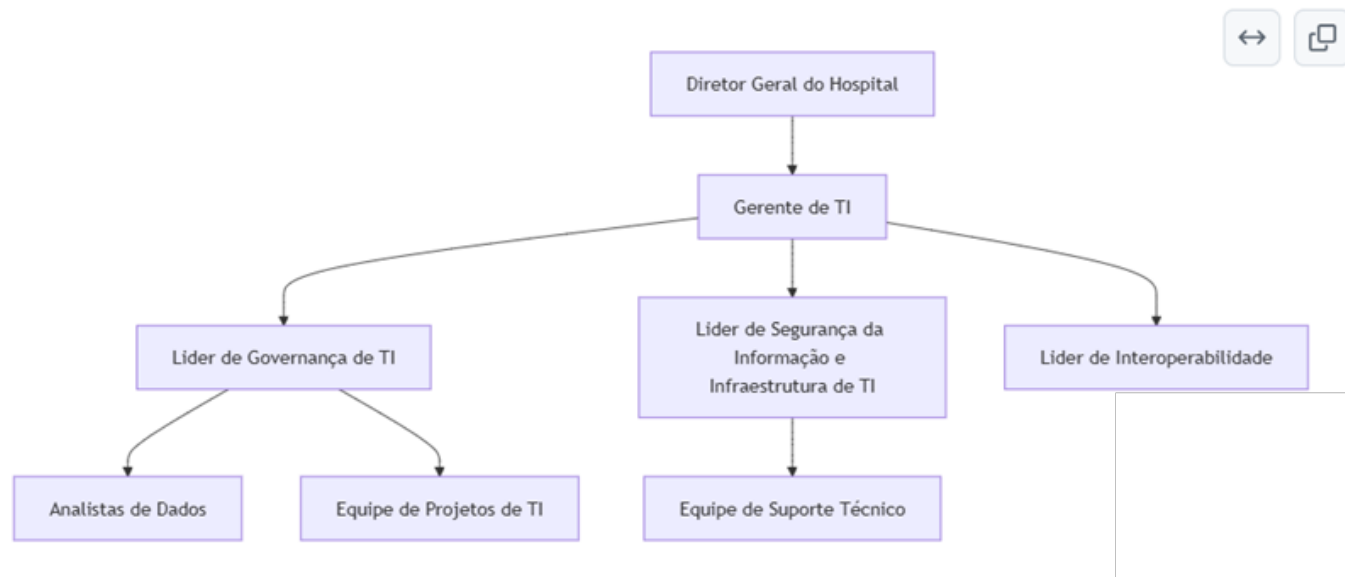 Diretor Geral do Hospital
Gerente de TI
Líder de Governança de TI
Líder de Segurança da
Informação e
Infraestrutura de TI
Líder de Interoperabilidade
Analistas de Dados
Equipe de Projetos de TI
Equipe de Suporte Técnico